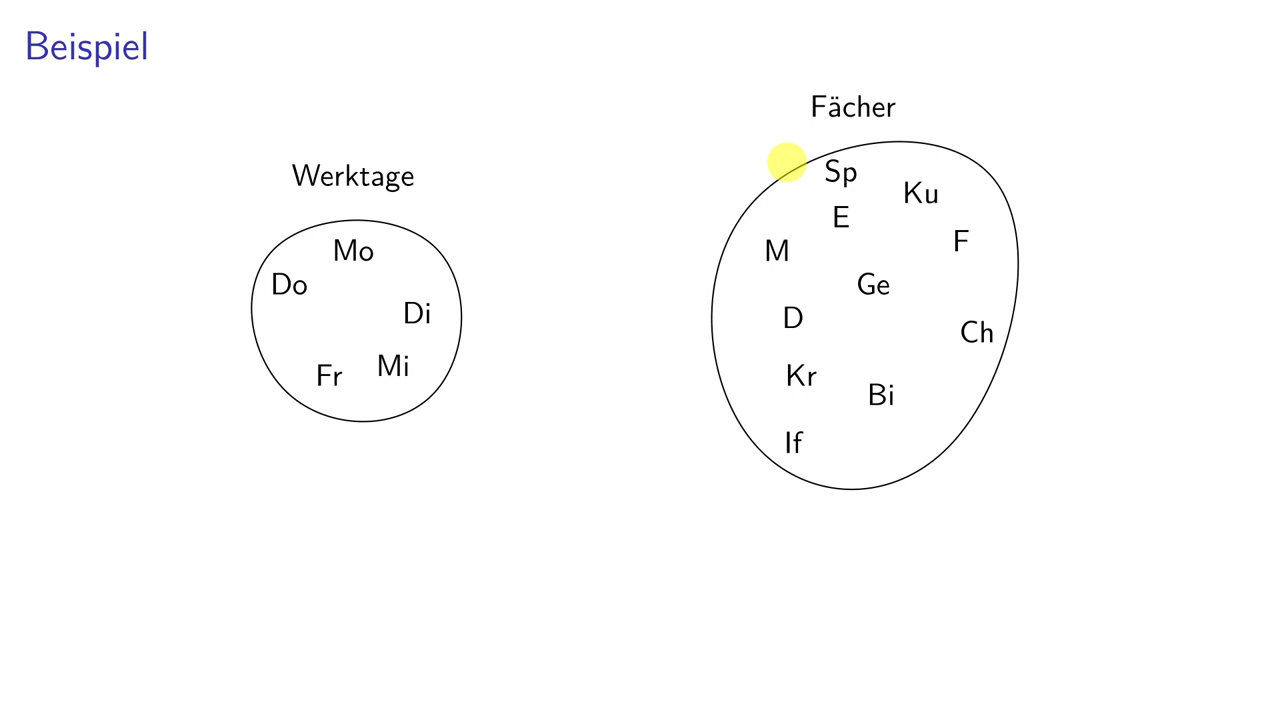 Beispiel
Werktage
Mo
Do
Di
Mi
Fr
Fächer
Sp
Ku
E
F
M
Ge
D
Ch
Kr
Bi
If